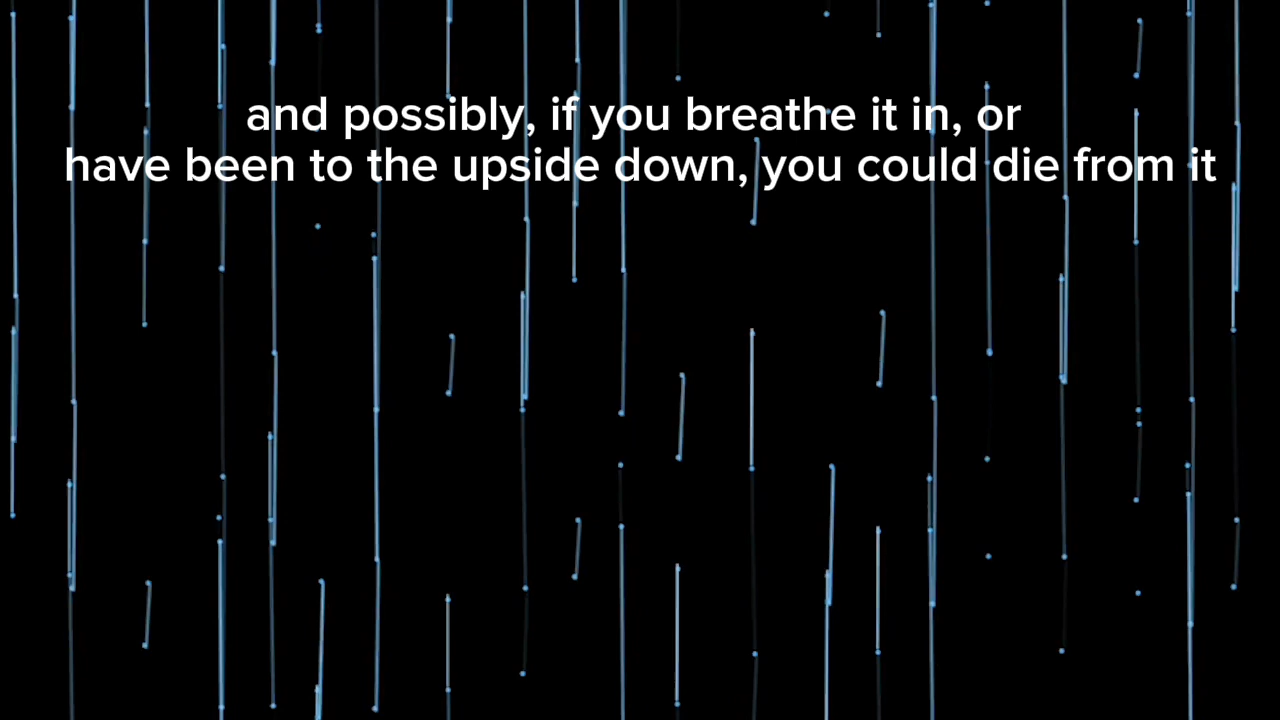 and possibly, if you breathe it in, or
have been to the upside down, you could die from it